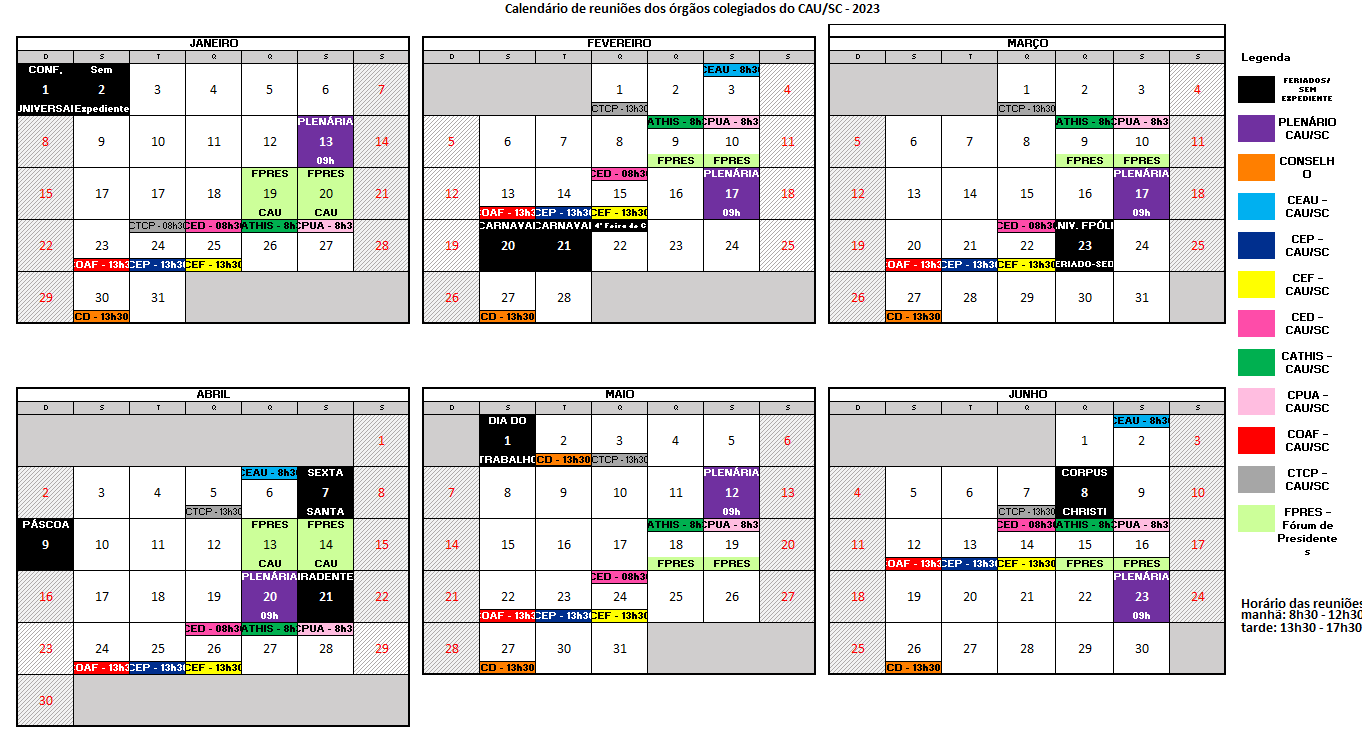 Calendário de reuniões dos órgãos colegiados do CAU/SC - 2023
JANEIRO
D S T Q Q S S
CONF. Sem
1 2 3 4 5 6 7
JNIVERSAI Expediente
PLENÁRIA
8 9 10 11 12 13 14
09h
FPRES FPRES
15 17 17 18 19 20 21
CAU CAU
CTCP - 08h30 CED - 08h30 ATHIS - 8h CPUA - 8h3
22 23 24 25 26 27 28
COAF - 13h3 CEP - 13h30 CEF - 13h30
29 30 31
CD - 13h30
FEVEREIRO
D S T Q Q S S
CEAU - 8h30
1 2 3 4
CTCP - 13h30
ATHIS - 8h CPUA - 8h3
5 6 7 8 9 10 11
FPRES FPRES
CED - 08h30 PLENÁRIA
12 13 14 15 16 17 18
COAF - 13h3 CEP - 13h30 CEF - 13h30 09h
CARNAVAL CARNAVAL 4ª Feira de C
19 20 21 22 23 24 25
26 27 28
CD - 13h30
MARÇO
D S T Q Q S S
1 2 3 4
CTCP - 13h30
ATHIS - 8h CPUA - 8h3
5 6 7 8 9 10 11
FPRES FPRES
PLENÁRIA
12 13 14 15 16 17 18
09h
CED - 08h30 NIV. FPÓLI
19 20 21 22 23 24 25
COAF - 13h3 CEP - 13h30 CEF - 13h30 ERIADO-SED
26 27 28 29 30 31
CD - 13h30
Legenda
FERIADOS/
SEM
EXPEDIENTE
PLENÁRIO
CAU/SC
CONSELH
O
CEAU –
CAU/SC
CEP –
CAU/SC
CEF –
CAU/SC
CED –
CAU/SC
CATHIS –
CAU/SC
CPUA –
CAU/SC
COAF –
CAU/SC
CTCP –
CAU/SC
FPRES –
Fórum de
Presidente
s
Horário das reuniões
manhã: 8h30 - 12h30
tarde: 13h30 - 17h30
ABRIL
D S T Q Q S S
1
CEAU - 8h30 SEXTA
2 3 4 5 6 7 8
CTCP - 13h30 SANTA
PÁSCOA FPRES FPRES
9 10 11 12 13 14 15
CAU CAU
PLENÁRIA IRADENTE
16 17 18 19 20 21 22
09h
CED - 08h30 ATHIS - 8h CPUA - 8h3
23 24 25 26 27 28 29
COAF - 13h3 CEP - 13h30 CEF - 13h30
30
MAIO
D S T Q Q S S
DIA DO
1 2 3 4 5 6
TRABALHO CD - 13h30 CTCP - 13h30
PLENÁRIA
7 8 9 10 11 12 13
09h
ATHIS - 8h CPUA - 8h3
14 15 16 17 18 19 20
FPRES FPRES
CED - 08h30
21 22 23 24 25 26 27
COAF - 13h3 CEP - 13h30 CEF - 13h30
28 27 30 31
CD - 13h30
JUNHO
D S T Q Q S S
CEAU - 8h30
1 2 3
CORPUS
4 5 6 7 8 9 10
CTCP - 13h30 CHRISTI
CED - 08h30 ATHIS - 8h CPUA - 8h3
11 12 13 14 15 16 17
COAF - 13h3 CEP - 13h30 CEF - 13h30 FPRES FPRES
PLENÁRIA
18 19 20 21 22 23 24
09h
25 26 27 28 29 30
CD - 13h30